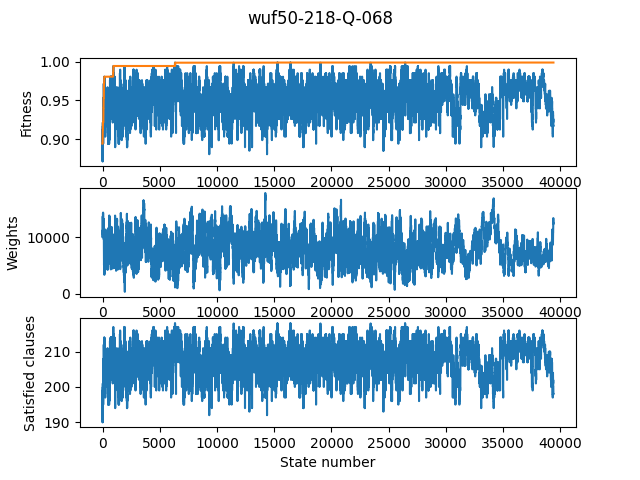 wuf50-218-Q-068
1.00
0.95
0.90
Fitness
0 5000 10000 15000 20000 25000 30000 35000 40000
10000
0
Weights
0 5000 10000 15000 20000 25000 30000 35000 40000
210
200
190
Satisfied clauses
0 5000 10000 15000 20000 25000 30000 35000 40000
State number